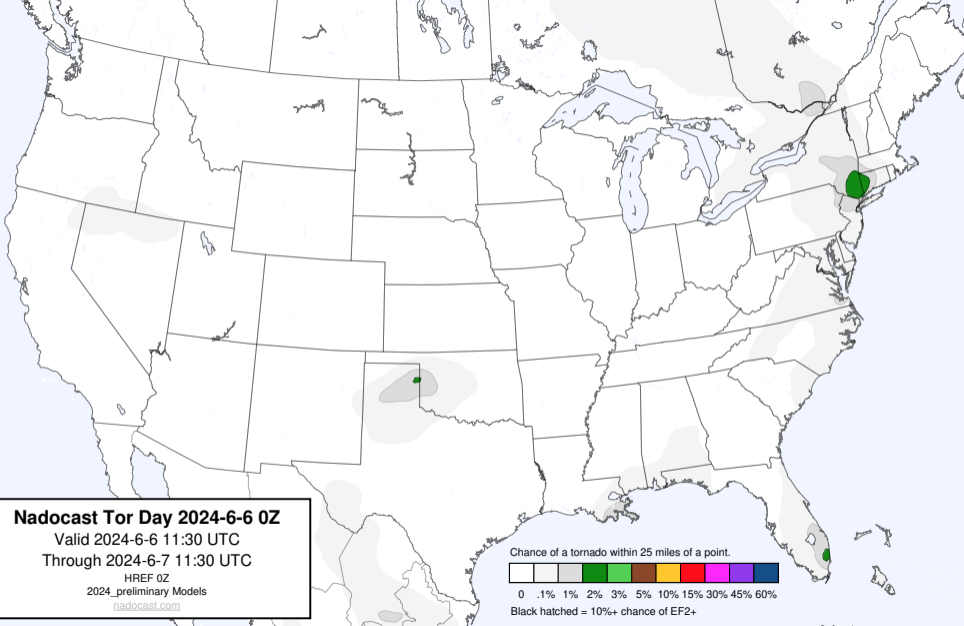 Nadocast Tor Day 2024-6-6 0Z
Valid 2024-6-6 11:30 UTC
Through 2024-6-7 11:30 UTC
HREF 0Z
2024_preliminary Models
nadocast.com
Chance of a tornado within 25 miles of a point.
0 .1% 1% 2% 3% 5% 10% 15% 30% 45% 60%
Black hatched = 10%+ chance of EF2+